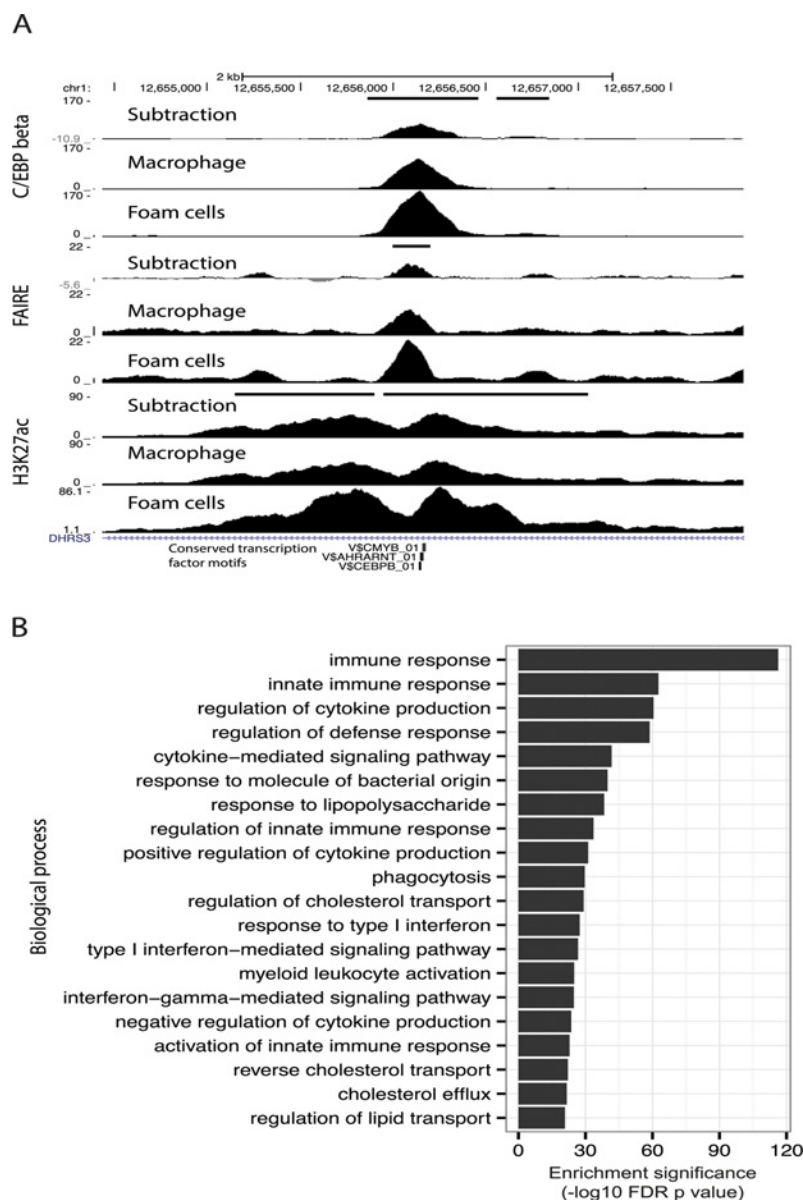 A
2 kb
chr1: 12,655,000 12,655,500 12,656,000 12,656,500 12,657,000 12,657,500
C/EBP beta
170 -
Subtraction
-10.9 _
170
Macrophage
0 _
170
Foam cells
0 _
FAIRE
22
Subtraction
-5.6 _
22
Macrophage
0 _
22
Foam cells
0 _
H3K27ac
90 -
Subtraction
0 _
90
Macrophage
0 _
86.1 -
Foam cells
1.1 _
DHRS3
Conserved transcription
factor motifs
V$CMYB_01
V$AHRARNT_01
V$CEBPB_01
B
Biological process
immune response
innate immune response
regulation of cytokine production
regulation of defense response
cytokine−mediated signaling pathway
response to molecule of bacterial origin
response to lipopolysaccharide
regulation of innate immune response
positive regulation of cytokine production
phagocytosis
regulation of cholesterol transport
response to type I interferon
type I interferon−mediated signaling pathway
myeloid leukocyte activation
interferon−gamma−mediated signaling pathway
negative regulation of cytokine production
activation of innate immune response
reverse cholesterol transport
cholesterol efflux
regulation of lipid transport
0 30 60 90 120
Enrichment significance
(-log10 FDR p value)